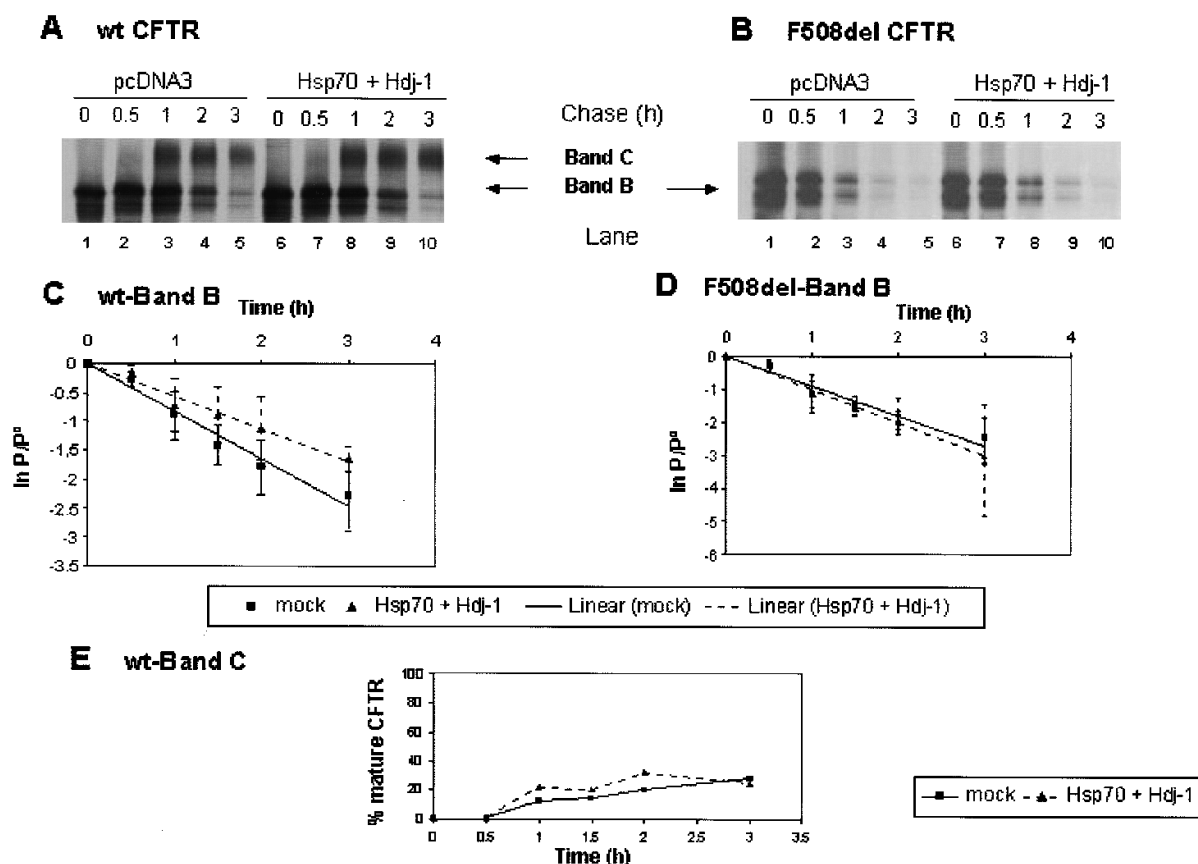 A wt CFTR
pcDNA3 Hsp70 + Hdj-1
0 0.5 1 2 3 0 0.5 1 2 3
1 2 3 4 5 6 7 8 9 10
Chase (h)
Band C
Band B
Lane
B F508del CFTR
pcDNA3 Hsp70 + Hdj-1
0 0.5 1 2 3 0 0.5 1 2 3
1 2 3 4 5 6 7 8 9 10
C wt-Band B
Time (h)
0 1 2 3 4
0
-0.5
-1
-1.5
-2
-2.5
-3
-3.5
ln P/Pº
D F508del-Band B
Time (h)
0 1 2 3 4
0
-1
-2
-3
-4
-5
-6
ln P/Pº
mock Hsp70 + Hdj-1 Linear (mock) Linear (Hsp70 + Hdj-1)
E wt-Band C
100
80
60
40
20
0
% mature CFTR
0 0.5 1 1.5 2 2.5 3 3.5
Time (h)
mock Hsp70 + Hdj-1